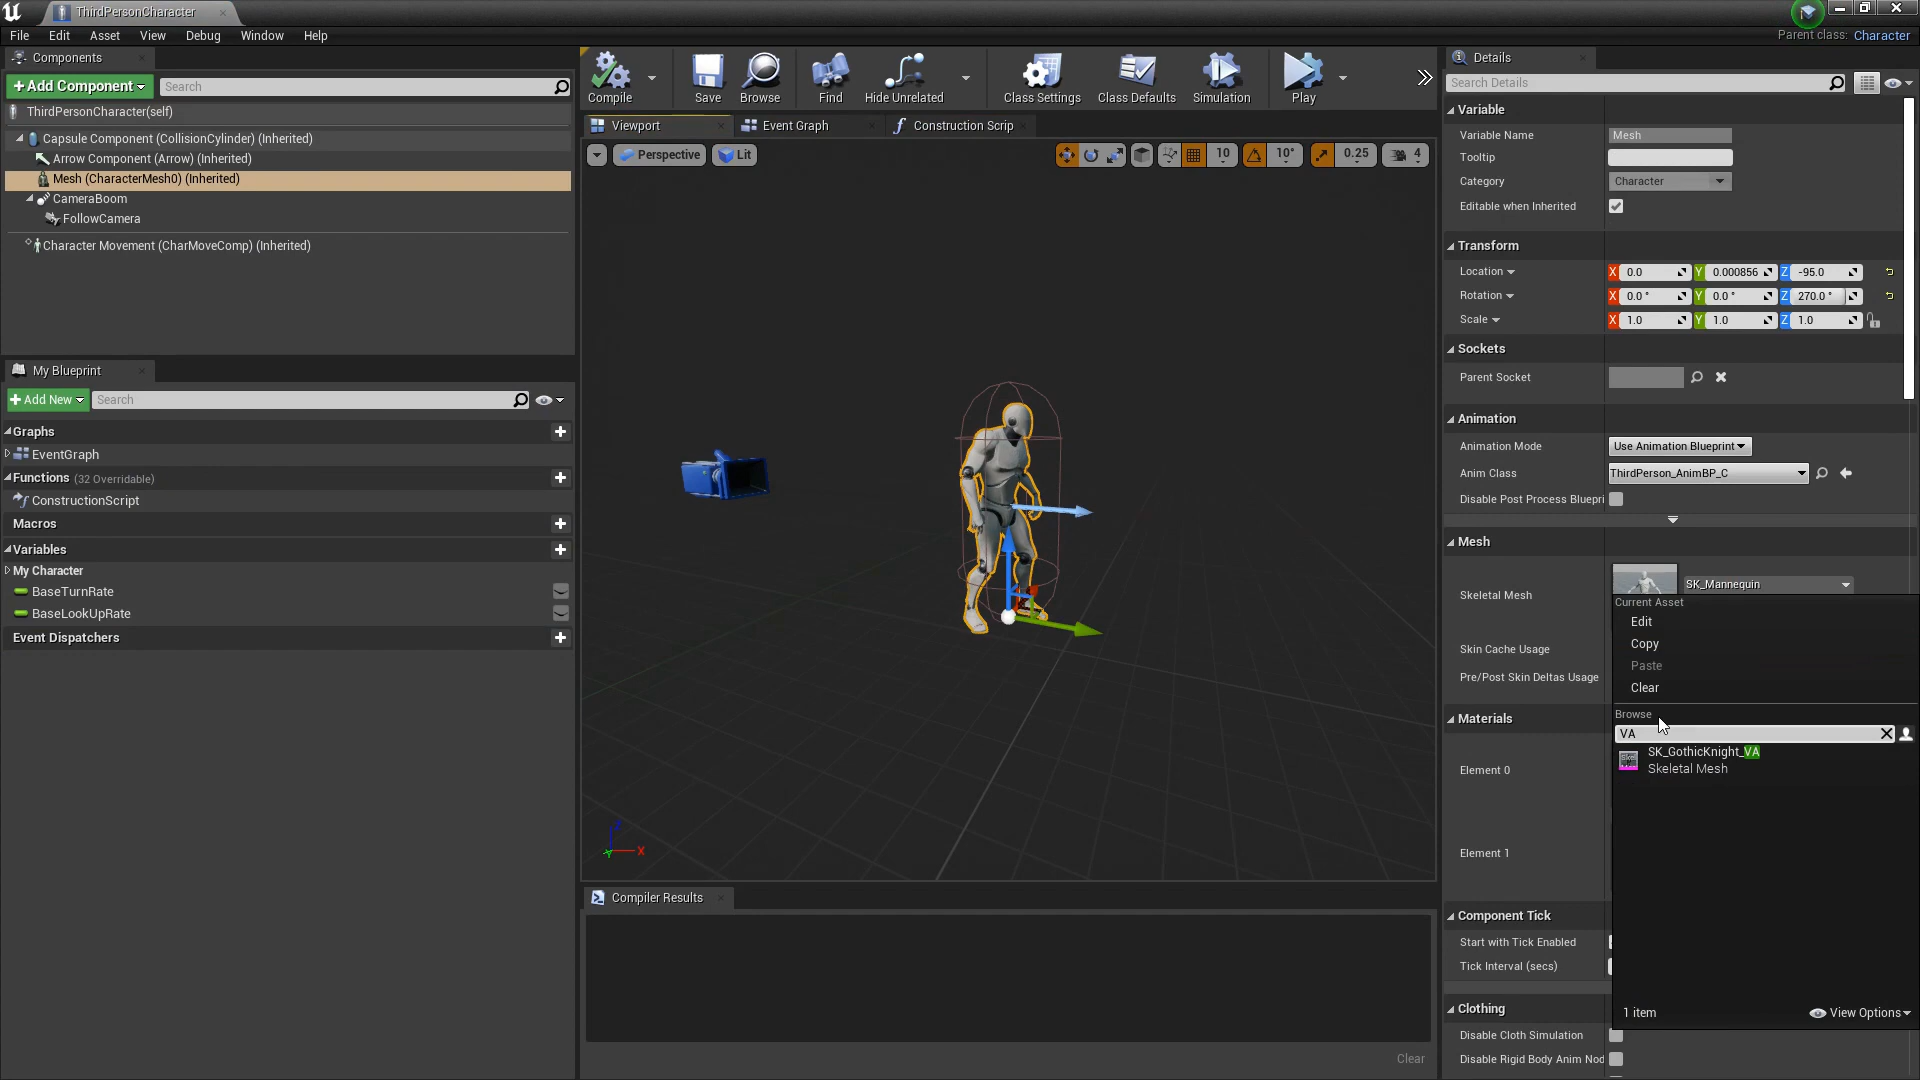 ThirdPersonCharacter
File Edit Asset View Debug Window Help
Parent class: Character
Components
+Add Component
Search
ThirdPersonCharacter(self)
Capsule Component (CollisionCylinder) (Inherited)
Arrow Component (Arrow) (Inherited)
Mesh (CharacterMesh0) (Inherited)
CameraBoom
FollowCamera
Character Movement (CharMoveComp) (Inherited)
My Blueprint
+Add New
Search
Graphs
EventGraph
Functions (32 Overridable)
ConstructionScript
Macros
Variables
My Character
BaseTurnRate
BaseLookUpRate
Event Dispatchers
Compile Save Browse Find Hide Unrelated Class Settings Class Defaults Simulation Play
Viewport Event Graph Construction Scrip
Perspective Lit 10 10° 0.25 4
Z X Y
Compiler Results
Clear
Details
Search Details
Variable
Variable Name Mesh
Tooltip
Category Character
Editable when Inherited
Transform
Location X 0.0 Y 0.000856 Z -95.0
Rotation X 0.0 ° Y 0.0 ° Z 270.0 °
Scale X 1.0 Y 1.0 Z 1.0
Sockets
Parent Socket
Animation
Animation Mode Use Animation Blueprint
Anim Class ThirdPerson_AnimBP_C
Disable Post Process Bluepri
Mesh
Skeletal Mesh SK_Mannequin
Skin Cache Usage
Pre/Post Skin Deltas Usage
Materials
Element 0
Element 1
Component Tick
Start with Tick Enabled
Tick Interval (secs)
Clothing
Disable Cloth Simulation
Disable Rigid Body Anim Nod
Current Asset
Edit
Copy
Paste
Clear
Browse
VA
SK_GothicKnight_VA
Skeletal Mesh
1 item View Options